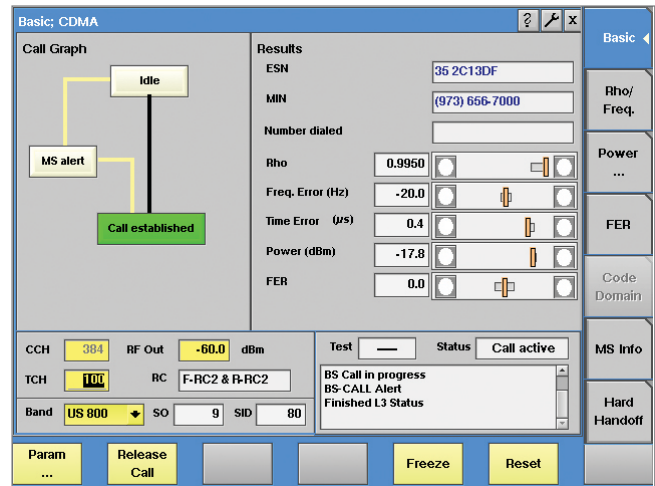 Basic; CDMA
? x
Call Graph
Idle
MS alert
Call established
Results
ESN 35 2C13DF
MIN (973) 656-7000
Number dialed
Rho 0.9950
Freq. Error (Hz) -20.0
Time Error (µs) 0.4
Power (dBm) -17.8
FER 0.0
CCH 384 RF Out -60.0 dBm
TCH 100 RC F-RC2 & R-RC2
Band US 800 SO 9 SID 80
Test — Status Call active
BS Call in progress
BS-CALL Alert
Finished L3 Status
Basic
Rho/
Freq.
Power
...
FER
Code
Domain
MS Info
Hard
Handoff
Param
...
Release
Call
Freeze
Reset